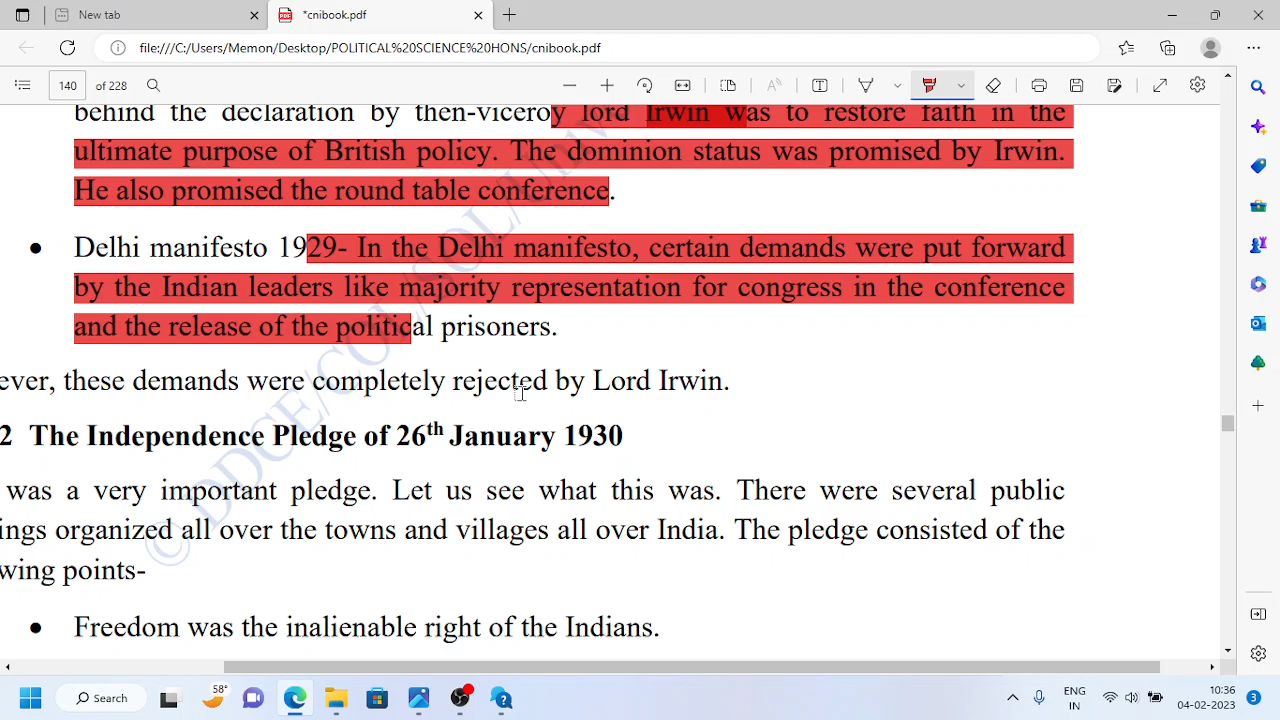 New tab
*cnibook.pdf
file:///C:/Users/Memon/Desktop/POLITICAL%20SCIENCE%20HONS/cnibook.pdf
140 of 228
behind the declaration by then-viceroy lord Irwin was to restore faith in the
ultimate purpose of British policy. The dominion status was promised by Irwin.
He also promised the round table conference.
• Delhi manifesto 1929- In the Delhi manifesto, certain demands were put forward
by the Indian leaders like majority representation for congress in the conference
and the release of the political prisoners.
ever, these demands were completely rejected by Lord Irwin.
2 The Independence Pledge of 26th January 1930
was a very important pledge. Let us see what this was. There were several public
ings organized all over the towns and villages all over India. The pledge consisted of the
wing points-
• Freedom was the inalienable right of the Indians.
© DDCE/COL/SOL/Univ
58°
Search
ENG
IN
10:36
04-02-2023
3